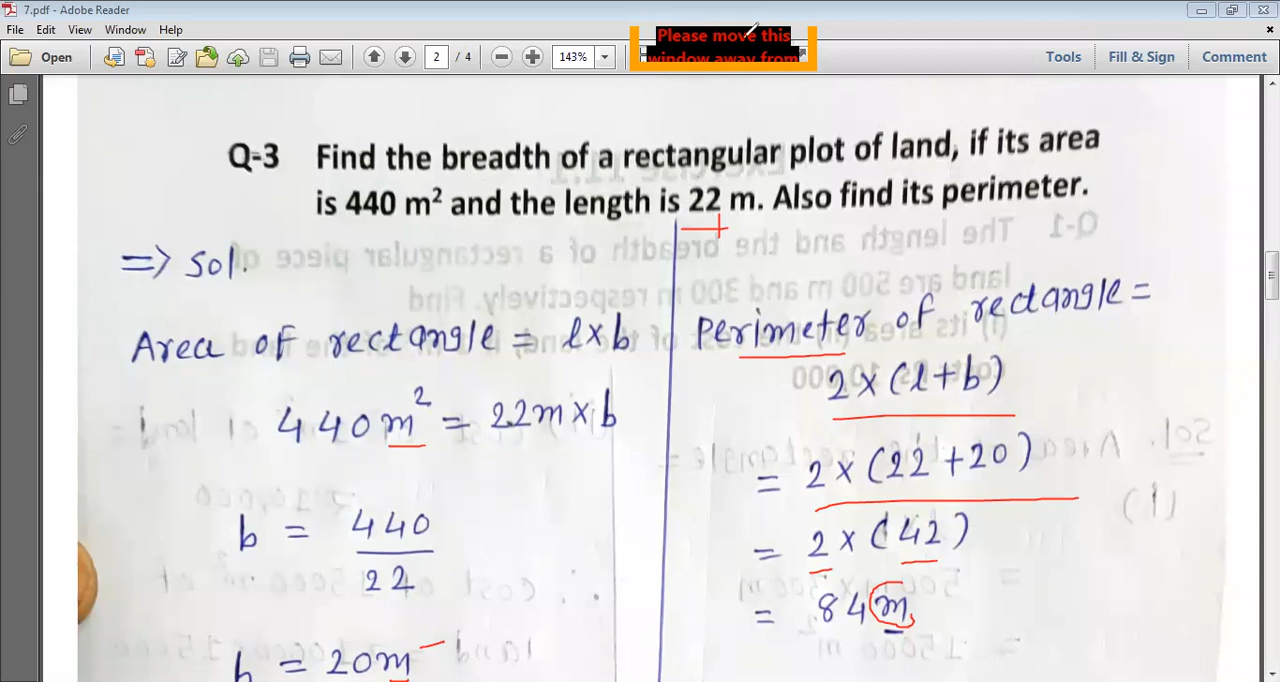 7.pdf - Adobe Reader
File Edit View Window Help
Open 2 / 4 143% Tools Fill & Sign Comment
Please move this
window away from
Q-3 Find the breadth of a rectangular plot of land, if its area
is 440 m² and the length is 22 m. Also find its perimeter.
=> Sol.
Area of rectangle = l x b
440m² = 22m x b
b = 440
22
b = 20m
Perimeter of rectangle =
2 x (l + b)
= 2 x (22 + 20)
= 2 x (42)
= 84 m